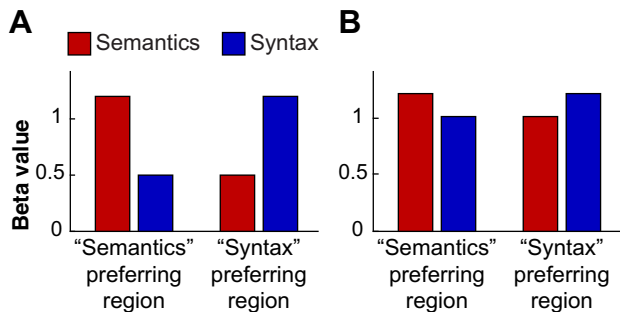 A
B
Semantics
Syntax
Beta value
1
0.5
0
1
0.5
0
“Semantics”
preferring
region
“Syntax”
preferring
region
“Semantics”
preferring
region
“Syntax”
preferring
region